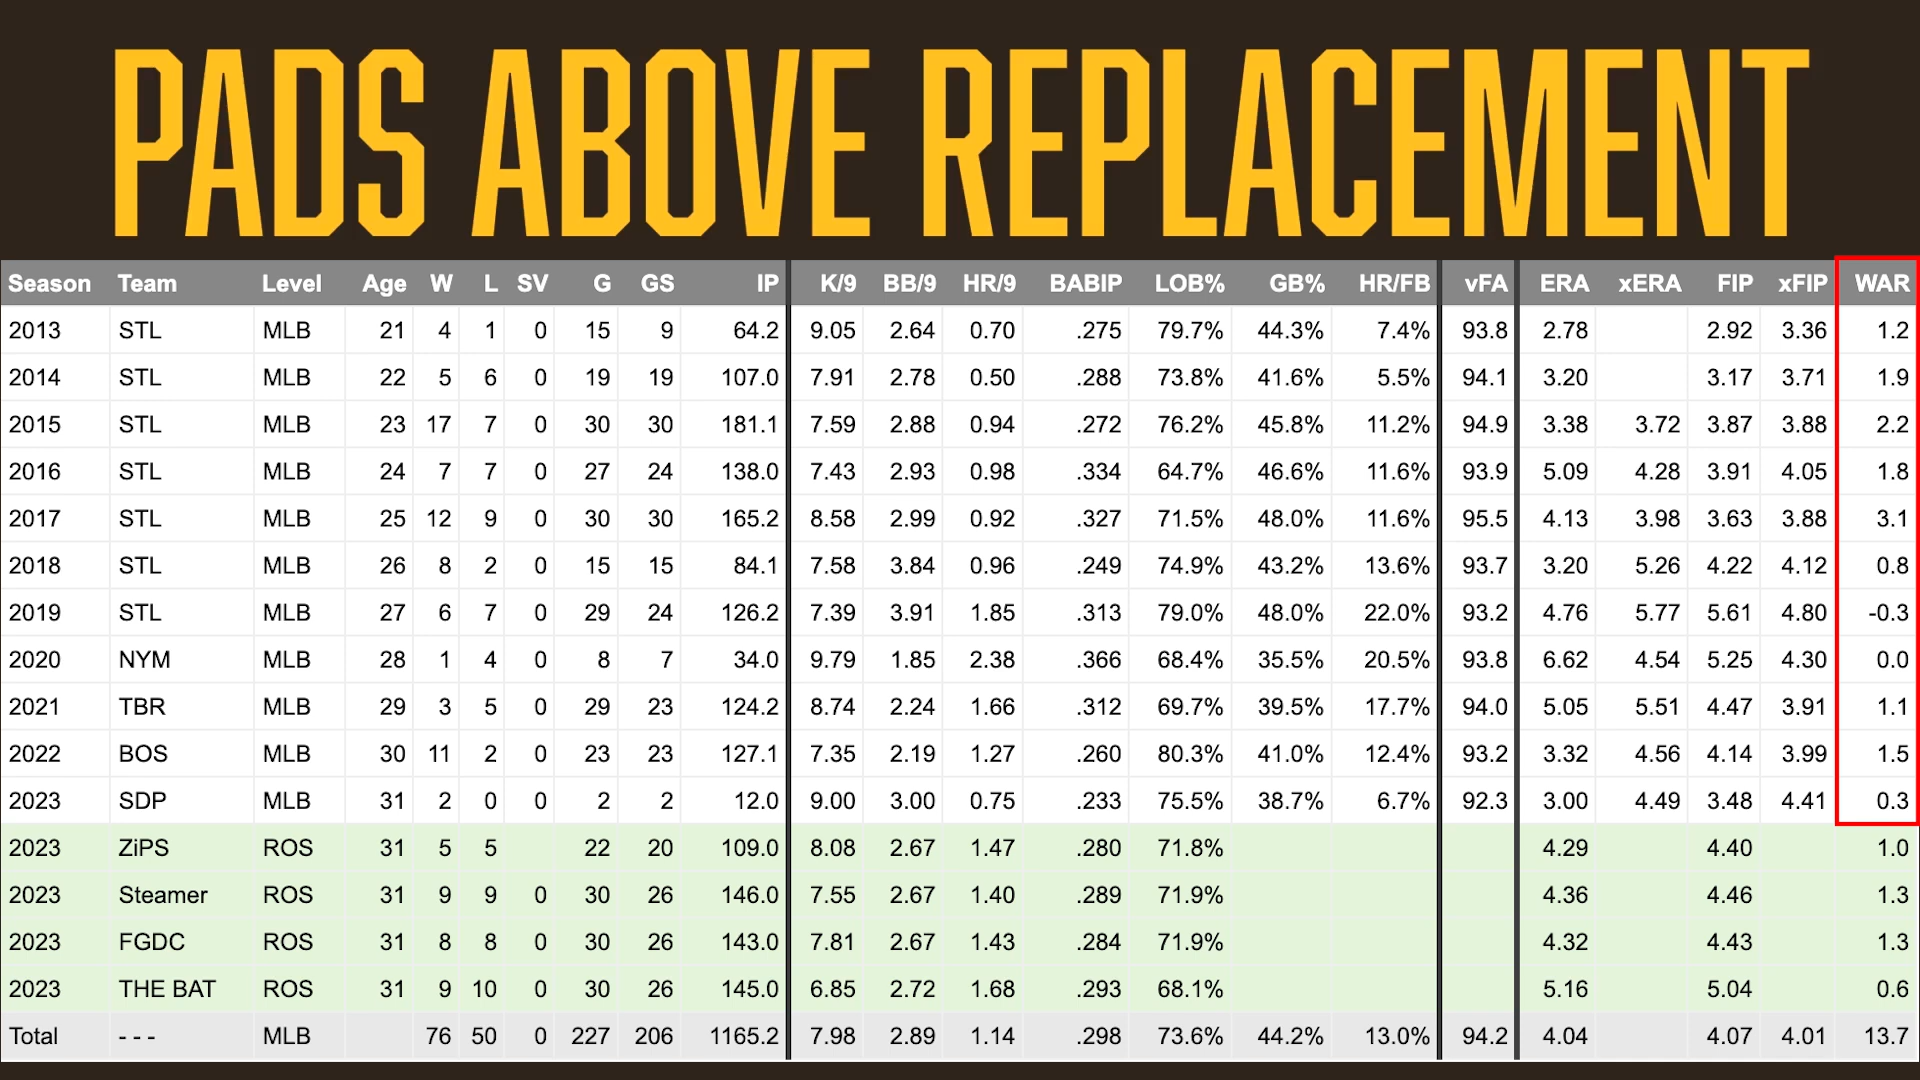 PADS ABOVE REPLACEMENT
Season Team Level Age W L SV G GS IP K/9 BB/9 HR/9 BABIP LOB% GB% HR/FB vFA ERA xERA FIP xFIP WAR
2013 STL MLB 21 4 1 0 15 9 64.2 9.05 2.64 0.70 .275 79.7% 44.3% 7.4% 93.8 2.78 2.92 3.36 1.2
2014 STL MLB 22 5 6 0 19 19 107.0 7.91 2.78 0.50 .288 73.8% 41.6% 5.5% 94.1 3.20 3.17 3.71 1.9
2015 STL MLB 23 17 7 0 30 30 181.1 7.59 2.88 0.94 .272 76.2% 45.8% 11.2% 94.9 3.38 3.72 3.87 3.88 2.2
2016 STL MLB 24 7 7 0 27 24 138.0 7.43 2.93 0.98 .334 64.7% 46.6% 11.6% 93.9 5.09 4.28 3.91 4.05 1.8
2017 STL MLB 25 12 9 0 30 30 165.2 8.58 2.99 0.92 .327 71.5% 48.0% 11.6% 95.5 4.13 3.98 3.63 3.88 3.1
2018 STL MLB 26 8 2 0 15 15 84.1 7.58 3.84 0.96 .249 74.9% 43.2% 13.6% 93.7 3.20 5.26 4.22 4.12 0.8
2019 STL MLB 27 6 7 0 29 24 126.2 7.39 3.91 1.85 .313 79.0% 48.0% 22.0% 93.2 4.76 5.77 5.61 4.80 -0.3
2020 NYM MLB 28 1 4 0 8 7 34.0 9.79 1.85 2.38 .366 68.4% 35.5% 20.5% 93.8 6.62 4.54 5.25 4.30 0.0
2021 TBR MLB 29 3 5 0 29 23 124.2 8.74 2.24 1.66 .312 69.7% 39.5% 17.7% 94.0 5.05 5.51 4.47 3.91 1.1
2022 BOS MLB 30 11 2 0 23 23 127.1 7.35 2.19 1.27 .260 80.3% 41.0% 12.4% 93.2 3.32 4.56 4.14 3.99 1.5
2023 SDP MLB 31 2 0 0 2 2 12.0 9.00 3.00 0.75 .233 75.5% 38.7% 6.7% 92.3 3.00 4.49 3.48 4.41 0.3
2023 ZiPS ROS 31 5 5 22 20 109.0 8.08 2.67 1.47 .280 71.8% 4.29 4.40 1.0
2023 Steamer ROS 31 9 9 0 30 26 146.0 7.55 2.67 1.40 .289 71.9% 4.36 4.46 1.3
2023 FGDC ROS 31 8 8 0 30 26 143.0 7.81 2.67 1.43 .284 71.9% 4.32 4.43 1.3
2023 THE BAT ROS 31 9 10 0 30 26 145.0 6.85 2.72 1.68 .293 68.1% 5.16 5.04 0.6
Total - - - MLB 76 50 0 227 206 1165.2 7.98 2.89 1.14 .298 73.6% 44.2% 13.0% 94.2 4.04 4.07 4.01 13.7